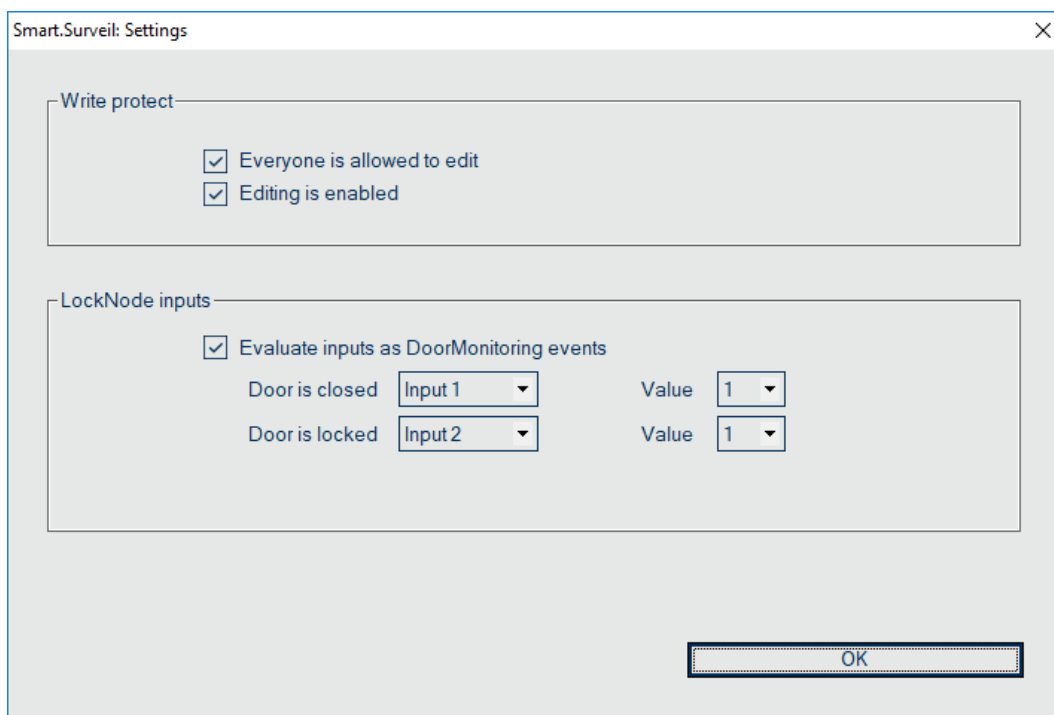 Smart.Surveil: Settings
Write protect
Everyone is allowed to edit
Editing is enabled
LockNode inputs
Evaluate inputs as DoorMonitoring events
Door is closed Input 1 Value 1
Door is locked Input 2 Value 1
OK